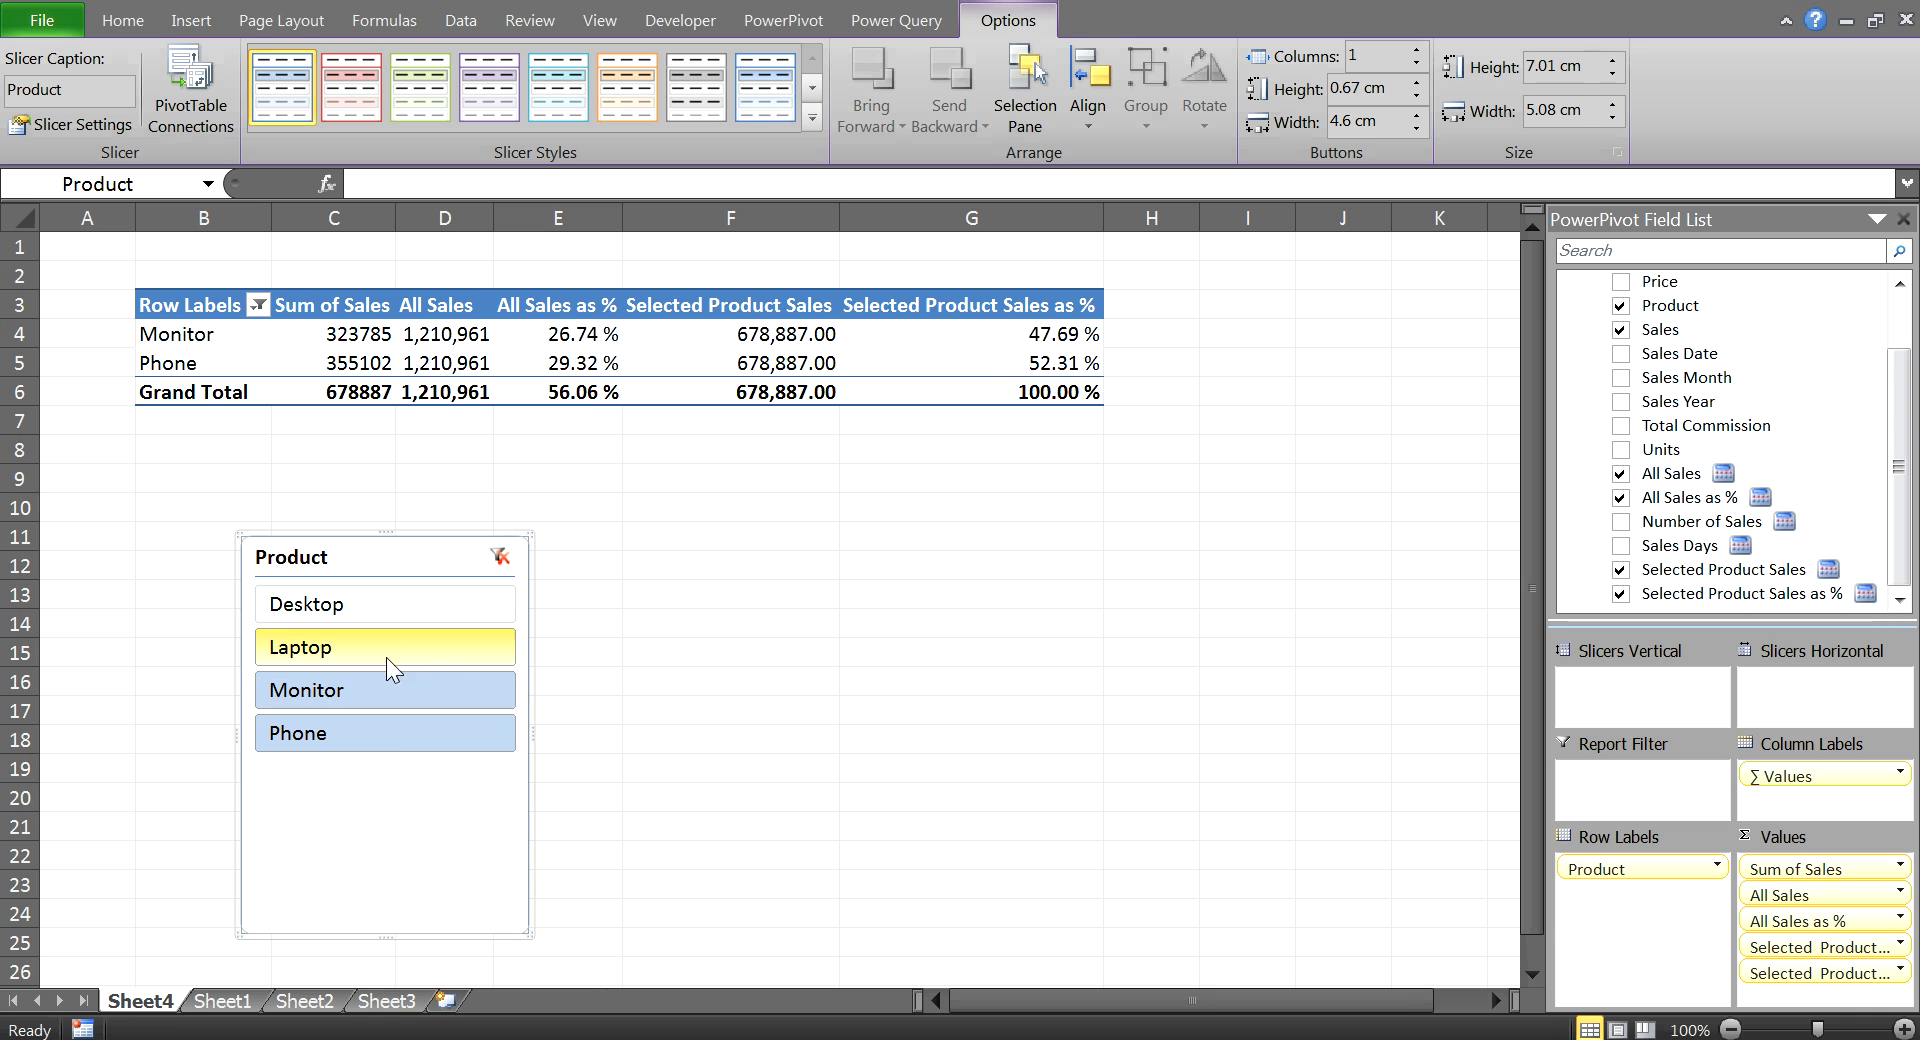 File Home Insert Page Layout Formulas Data Review View Developer PowerPivot Power Query Options
Slicer Caption:
Product
Slicer Settings
PivotTable
Connections
Slicer
Slicer Styles
Bring
Forward
Send
Backward
Selection
Pane
Align
Group
Rotate
Arrange
Columns: 1
Height: 0.67 cm
Width: 4.6 cm
Buttons
Height: 7.01 cm
Width: 5.08 cm
Size
Product fx
A B C D E F G H I J K
1
2
3 Row Labels Sum of Sales All Sales All Sales as % Selected Product Sales Selected Product Sales as %
4 Monitor 323785 1,210,961 26.74 % 678,887.00 47.69 %
5 Phone 355102 1,210,961 29.32 % 678,887.00 52.31 %
6 Grand Total 678887 1,210,961 56.06 % 678,887.00 100.00 %
7
8
9
10
11
12
13
14
15
16
17
18
19
20
21
22
23
24
25
26
Product
Desktop
Laptop
Monitor
Phone
PowerPivot Field List
Search
Price
Product
Sales
Sales Date
Sales Month
Sales Year
Total Commission
Units
All Sales
All Sales as %
Number of Sales
Sales Days
Selected Product Sales
Selected Product Sales as %
Slicers Vertical
Slicers Horizontal
Report Filter
Column Labels
∑ Values
Row Labels
Product
Σ Values
Sum of Sales
All Sales
All Sales as %
Selected Product...
Selected Product...
Sheet4 Sheet1 Sheet2 Sheet3
Ready 100%